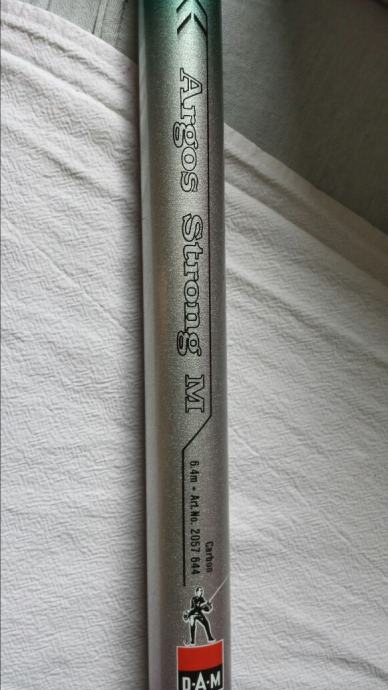 Argos Strong M
6.4m • Art.No. 2057 644
Carbon
D·A·M